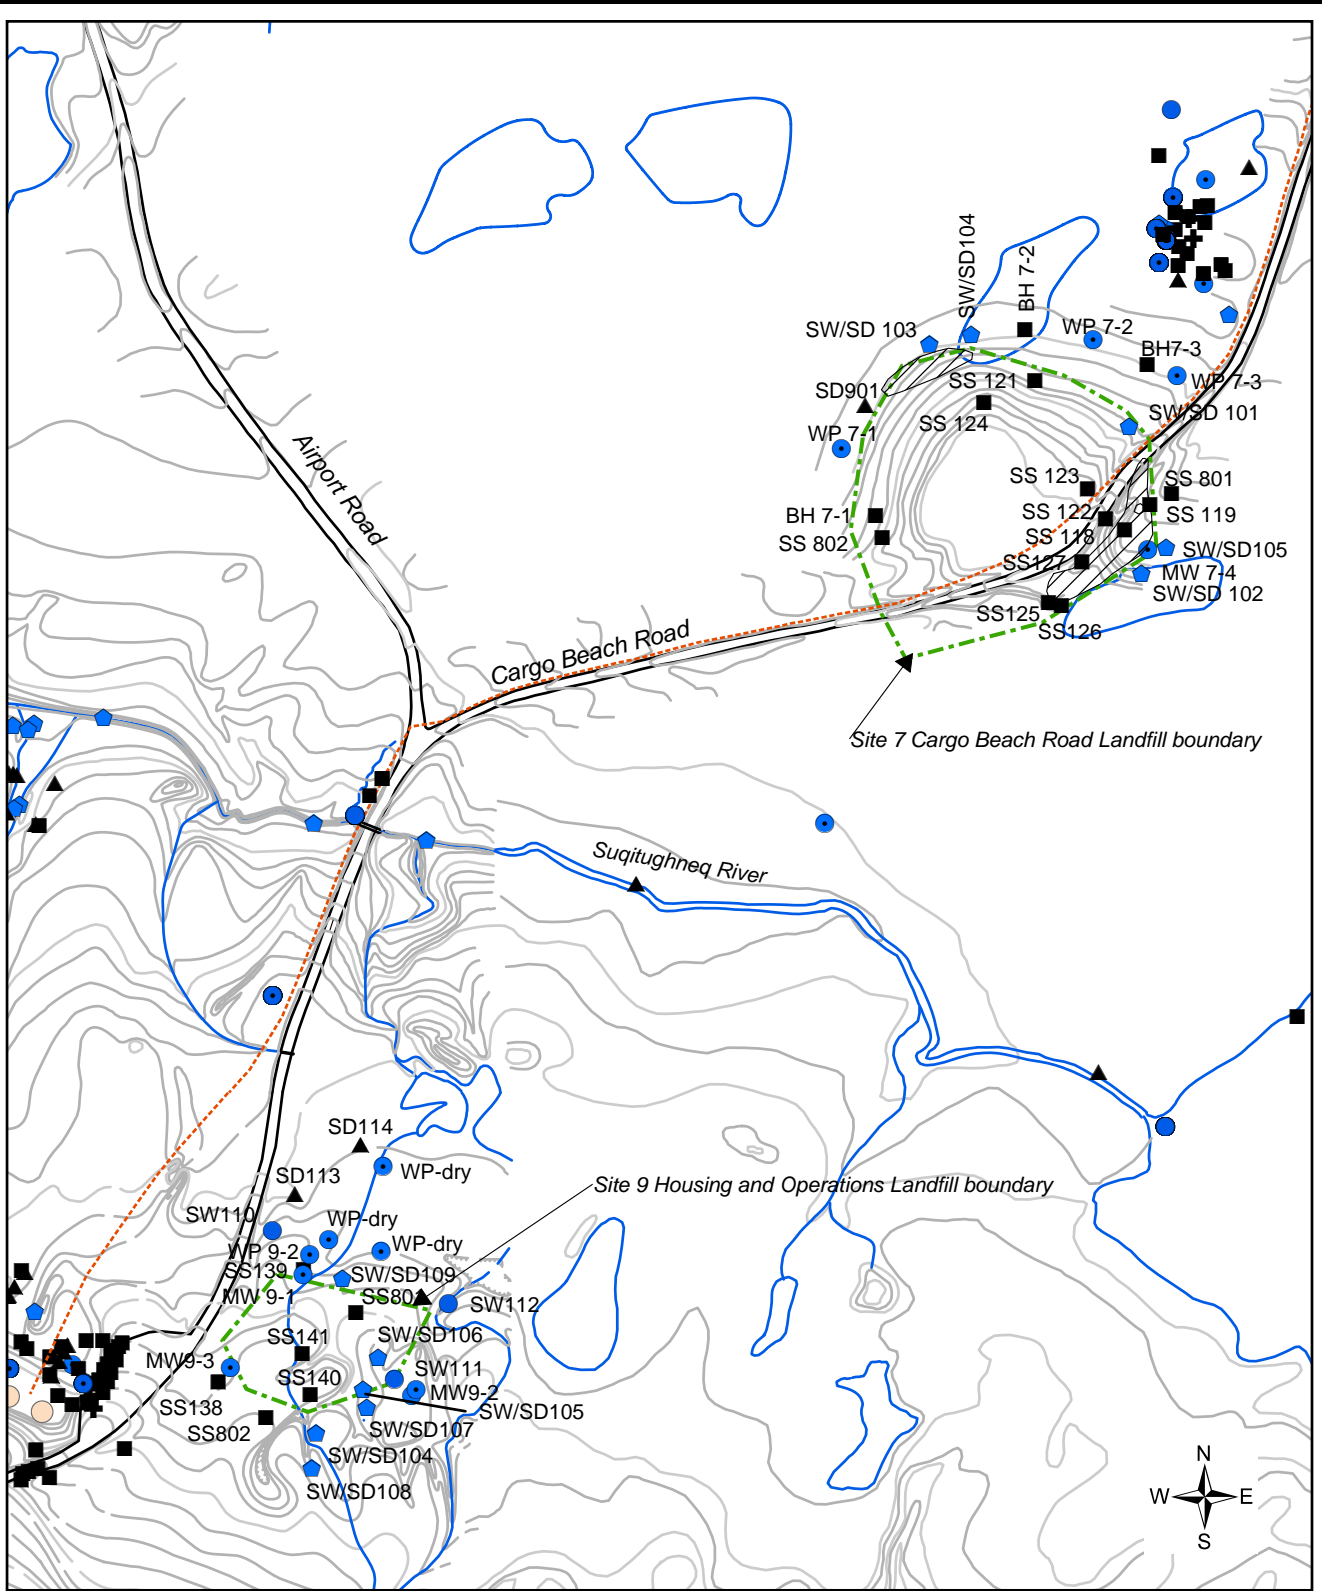 SW/SD104
BH 7-2
SW/SD 103
WP 7-2
BH7-3
SS 121
WP 7-3
SD901
SW/SD 101
SS 124
WP 7-1
Airport Road
SS 123
SS 801
BH 7-1
SS 122
SS 119
SS 802
SS 118
SW/SD105
SS127
MW 7-4
SW/SD 102
SS125
SS126
Cargo Beach Road
Site 7 Cargo Beach Road Landfill boundary
Suqitughneq River
SD114
WP-dry
SD113
Site 9 Housing and Operations Landfill boundary
SW110
WP-dry
WP 9-2
WP-dry
SS139
SW/SD109
MW 9-1
SS801
SW112
SS141
SW/SD106
MW9-3
SW111
SS140
MW9-2
SS138
SW/SD105
SS802
SW/SD107
SW/SD104
SW/SD108
N
W
E
S